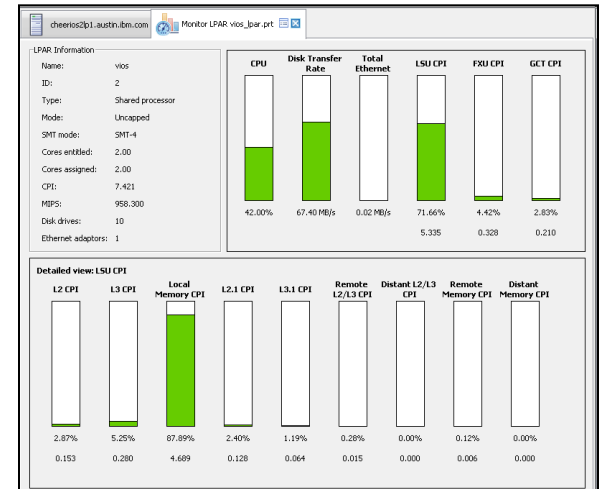 cheerios2lp1.austin.ibm.com Monitor LPAR vios_lpar.prt
LPAR Information
Name: vios
ID: 2
Type: Shared processor
Mode: Uncapped
SMT mode: SMT-4
Cores entitled: 2.00
Cores assigned: 2.00
CPI: 7.421
MIPS: 958.300
Disk drives: 10
Ethernet adaptors: 1
CPU Disk Transfer Rate Total Ethernet LSU CPI FXU CPI GCT CPI
42.00% 67.40 MB/s 0.02 MB/s 71.66% 4.42% 2.83%
5.335 0.328 0.210
Detailed view: LSU CPI
L2 CPI L3 CPI Local Memory CPI L2.1 CPI L3.1 CPI Remote L2/L3 CPI Distant L2/L3 CPI Remote Memory CPI Distant Memory CPI
2.87% 5.25% 87.89% 2.40% 1.19% 0.28% 0.00% 0.12% 0.00%
0.153 0.280 4.689 0.128 0.064 0.015 0.000 0.006 0.000